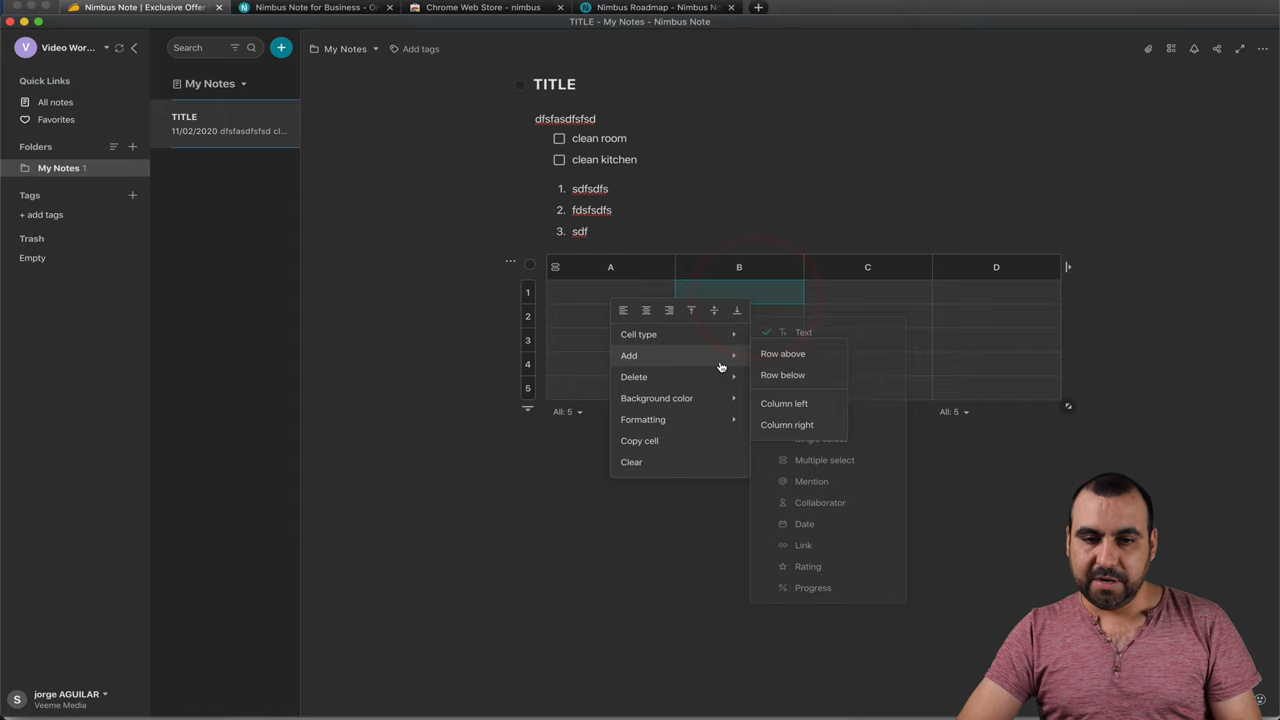 Nimbus Note | Exclusive Offer
Nimbus Note for Business - O
Chrome Web Store - nimbus
Nimbus Roadmap - Nimbus No
TITLE - My Notes - Nimbus Note
V
Video Wor...
Search
My Notes
Add tags
Quick Links
All notes
Favorites
Folders
My Notes 1
Tags
+ add tags
Trash
Empty
My Notes
TITLE
11/02/2020 dfsfasdfsfsd cl...
TITLE
dfsfasdfsfsd
clean room
clean kitchen
1. sdfsdfs
2. fdsfsdfs
3. sdf
A B C D
1
2
3
4
5
All: 5
All: 5
Cell type
Add
Delete
Background color
Formatting
Copy cell
Clear
Text
Row above
Row below
Column left
Column right
Multiple select
Mention
Collaborator
Date
Link
Rating
Progress
S
jorge AGUILAR
Veeme Media